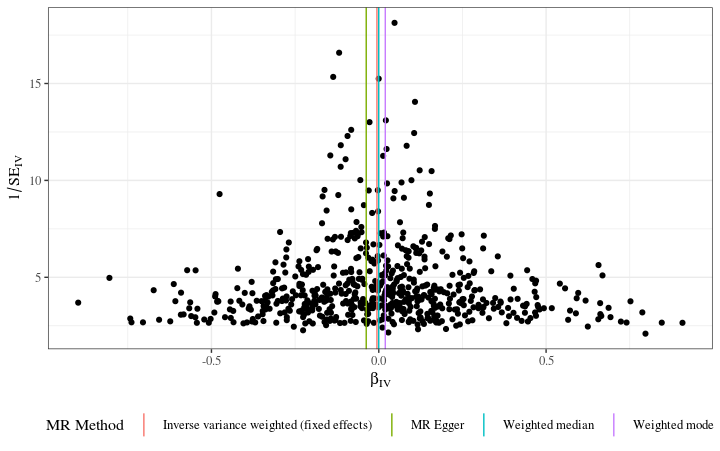 15
10
5
1/SE_IV
-0.5 0.0 0.5
β_IV
MR Method Inverse variance weighted (fixed effects) MR Egger Weighted median Weighted mode